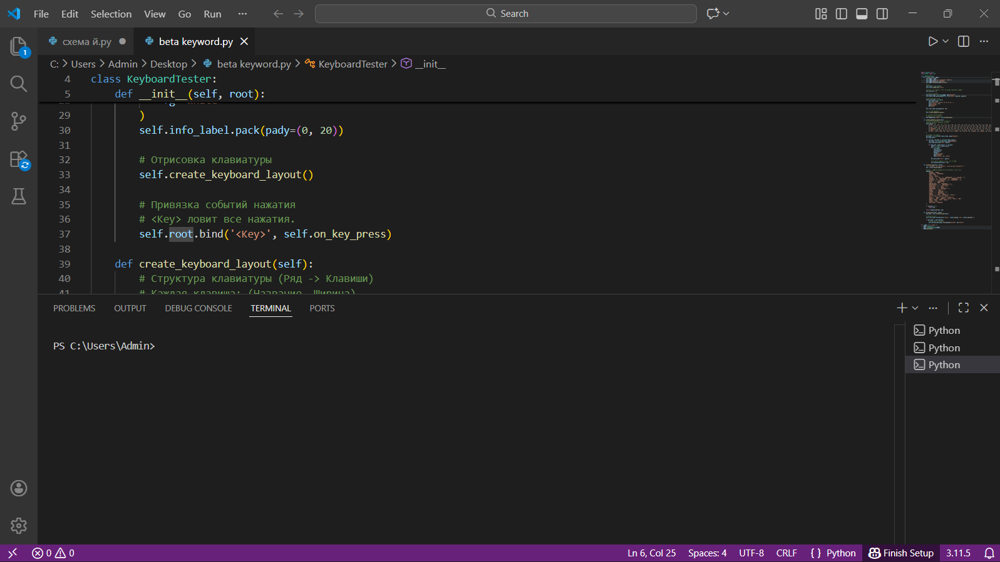 File Edit Selection View Go Run ··· Search
схема й.py beta keyword.py
C: > Users > Admin > Desktop > beta keyword.py > KeyboardTester > __init__
4 class KeyboardTester:
5 def __init__(self, root):
29 )
30 self.info_label.pack(pady=(0, 20))
31
32 # Отрисовка клавиатуры
33 self.create_keyboard_layout()
34
35 # Привязка событий нажатия
36 # <Key> ловит все нажатия.
37 self.root.bind('<Key>', self.on_key_press)
38
39 def create_keyboard_layout(self):
40 # Структура клавиатуры (Ряд -> Клавиши)
41 # Каждая клавиша: (Название, Ширина)
PROBLEMS OUTPUT DEBUG CONSOLE TERMINAL PORTS
PS C:\Users\Admin>
Python
Python
Python
1
0 0 Ln 6, Col 25 Spaces: 4 UTF-8 CRLF { } Python Finish Setup 3.11.5